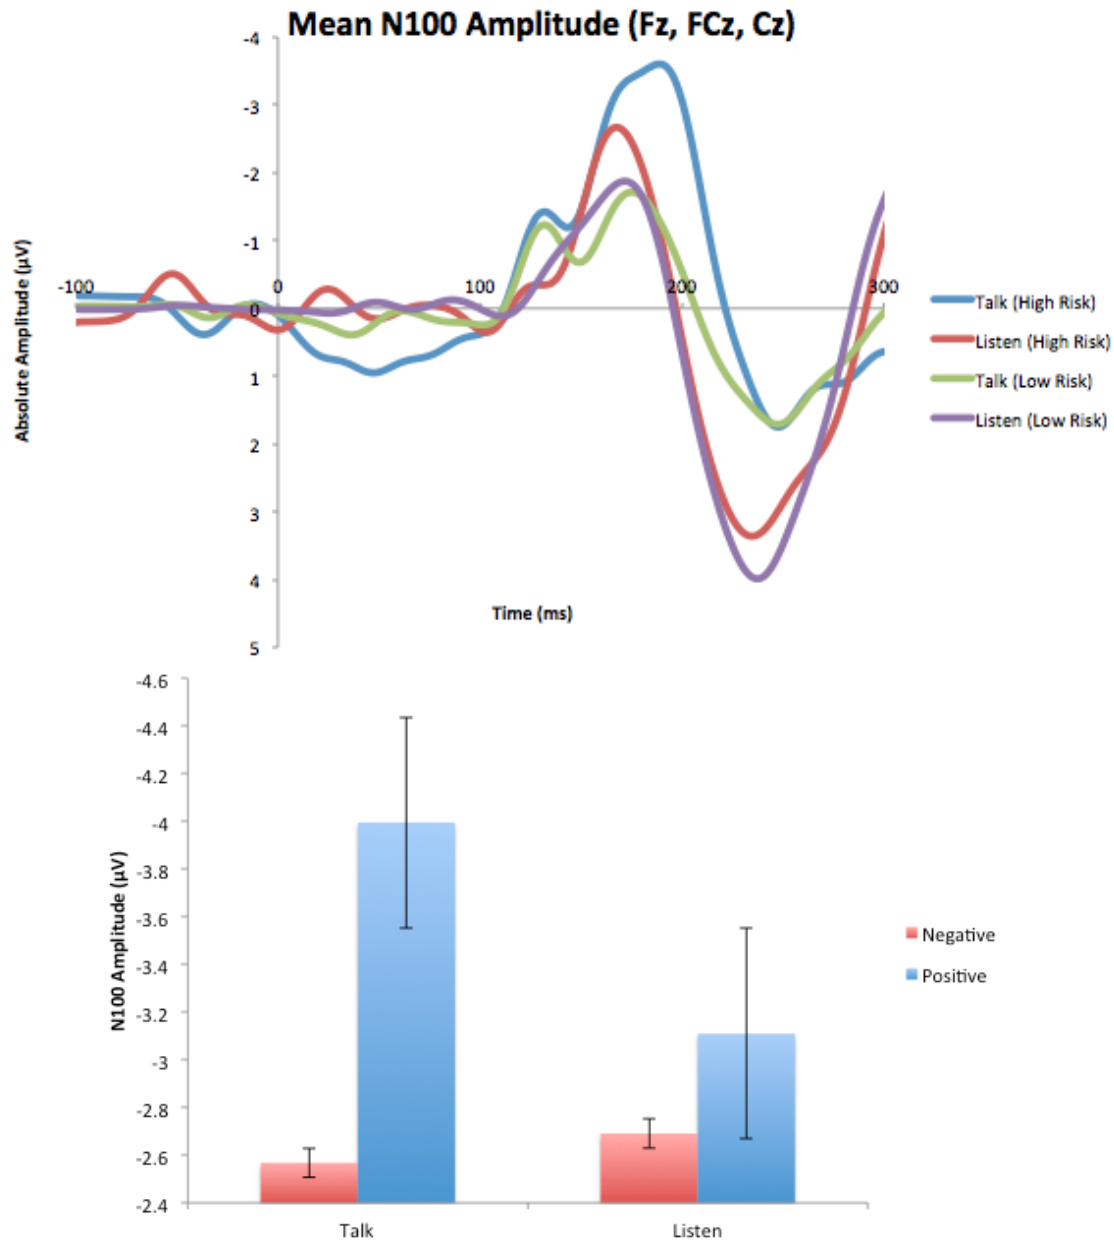 Mean N100 Amplitude (Fz, FCz, Cz)
-4
-3
-2
-1
0
1
2
3
4
5
Absolute Amplitude (µV)
-100
0
100
200
300
Time (ms)
Talk (High Risk)
Listen (High Risk)
Talk (Low Risk)
Listen (Low Risk)
-4.6
-4.4
-4.2
-4
-3.8
-3.6
-3.4
-3.2
-3
-2.8
-2.6
-2.4
N100 Amplitude (µV)
Talk
Listen
Negative
Positive